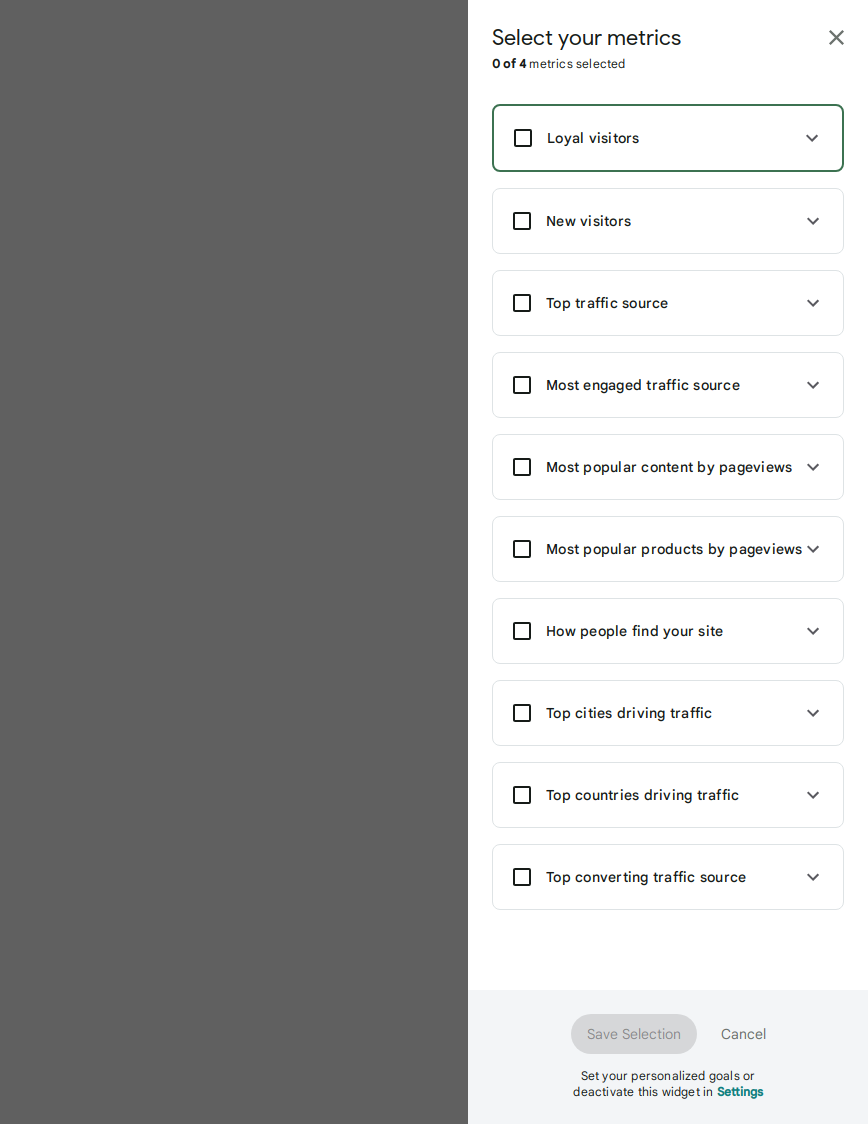 Select your metrics
0 of 4 metrics selected
Loyal visitors
New visitors
Top traffic source
Most engaged traffic source
Most popular content by pageviews
Most popular products by pageviews
How people find your site
Top cities driving traffic
Top countries driving traffic
Top converting traffic source
Save Selection
Cancel
Set your personalized goals or
deactivate this widget in Settings